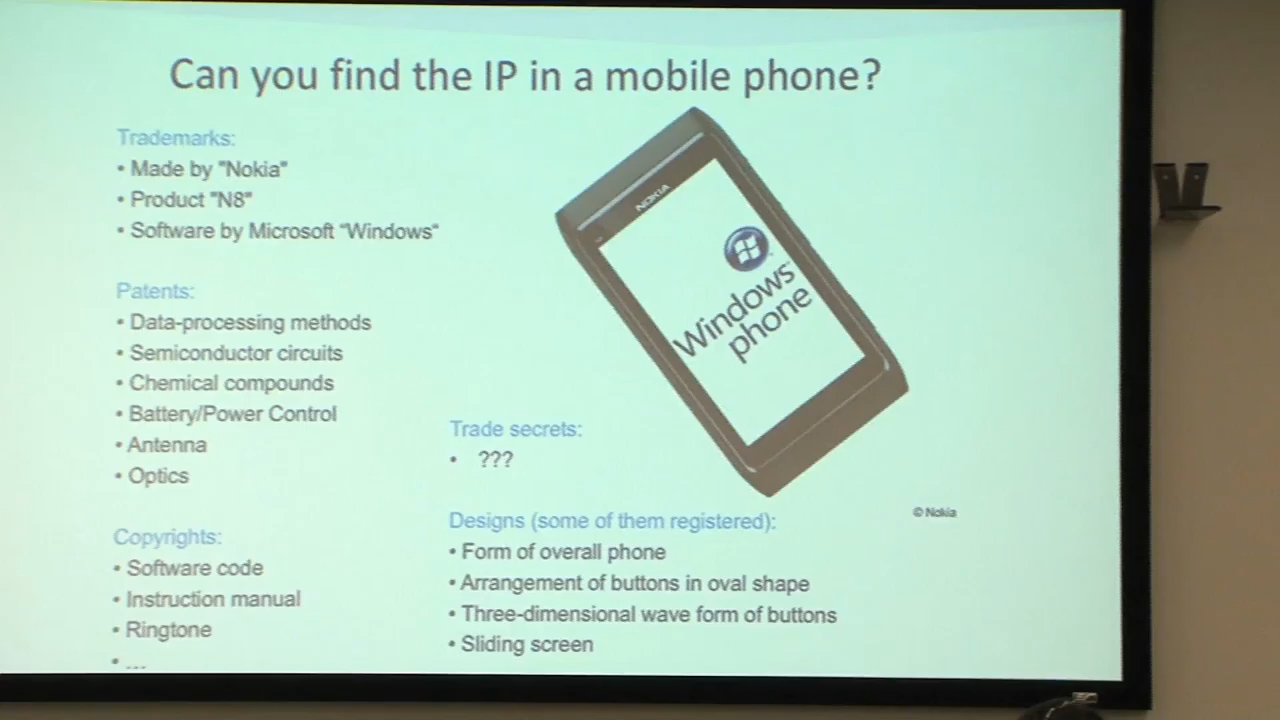 Can you find the IP in a mobile phone?
Trademarks:
• Made by "Nokia"
• Product "N8"
• Software by Microsoft "Windows"
Patents:
• Data-processing methods
• Semiconductor circuits
• Chemical compounds
• Battery/Power Control
• Antenna
• Optics
Copyrights:
• Software code
• Instruction manual
• Ringtone
• ...
Trade secrets:
• ???
Designs (some of them registered):
• Form of overall phone
• Arrangement of buttons in oval shape
• Three-dimensional wave form of buttons
• Sliding screen
NOKIA
Windows
phone
© Nokia